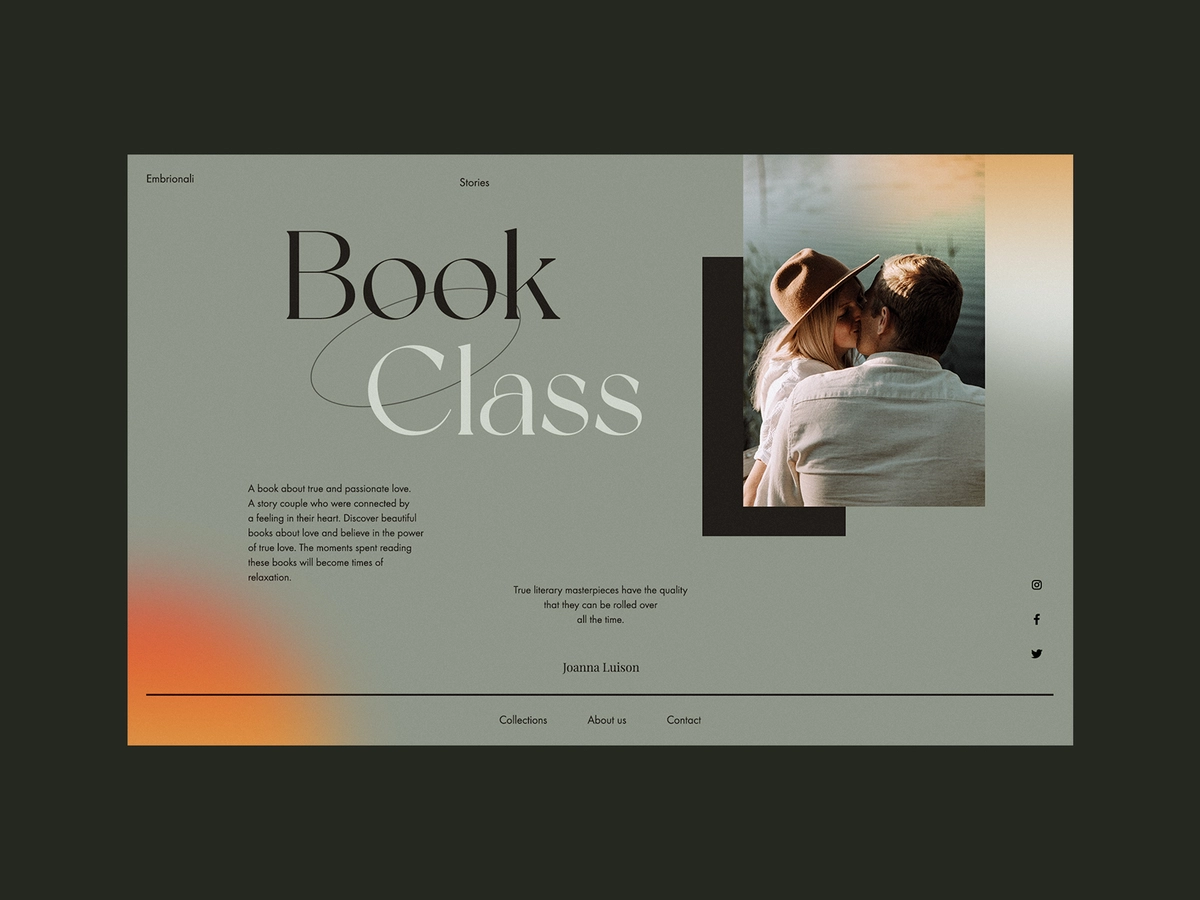 Embrionali
Stories
Book
Class
A book about true and passionate love.
A story couple who were connected by
a feeling in their heart. Discover beautiful
books about love and believe in the power
of true love. The moments spent reading
these books will become times of
relaxation.
True literary masterpieces have the quality
that they can be rolled over
all the time.
Joanna Luison
Collections
About us
Contact